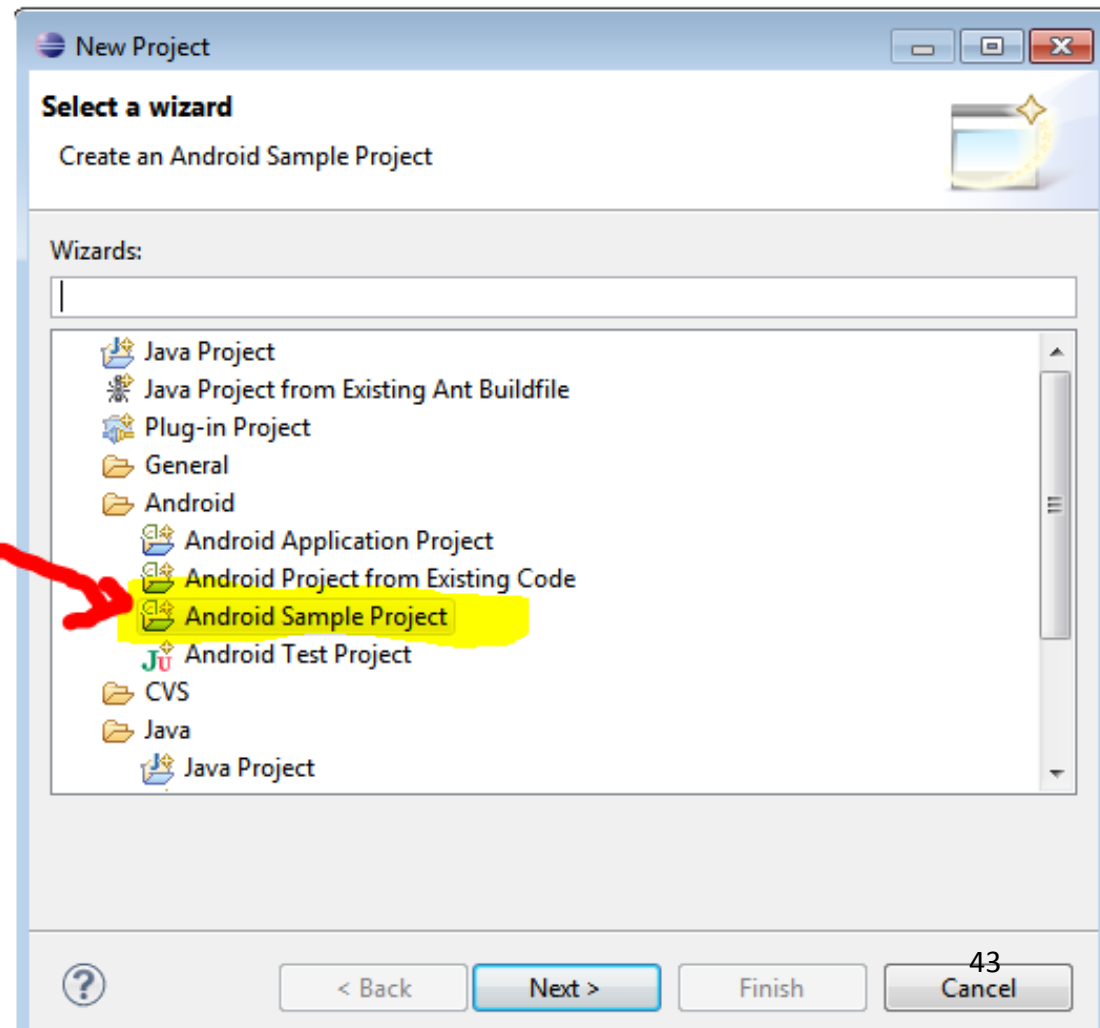 New Project
Select a wizard
Create an Android Sample Project
Wizards:
Java Project
Java Project from Existing Ant Buildfile
Plug-in Project
General
Android
Android Application Project
Android Project from Existing Code
Android Sample Project
Ju Android Test Project
CVS
Java
Java Project
? < Back Next > Finish Cancel
43